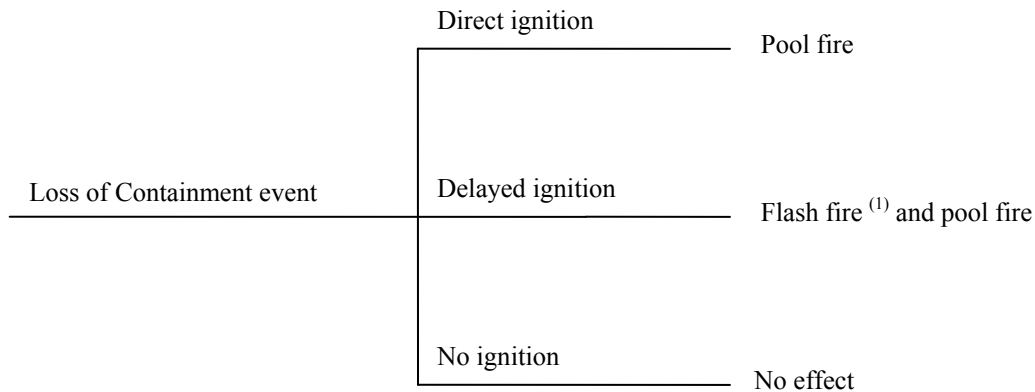 Direct ignition
Pool fire
Loss of Containment event
Delayed ignition
Flash fire (1) and pool fire
No ignition
No effect